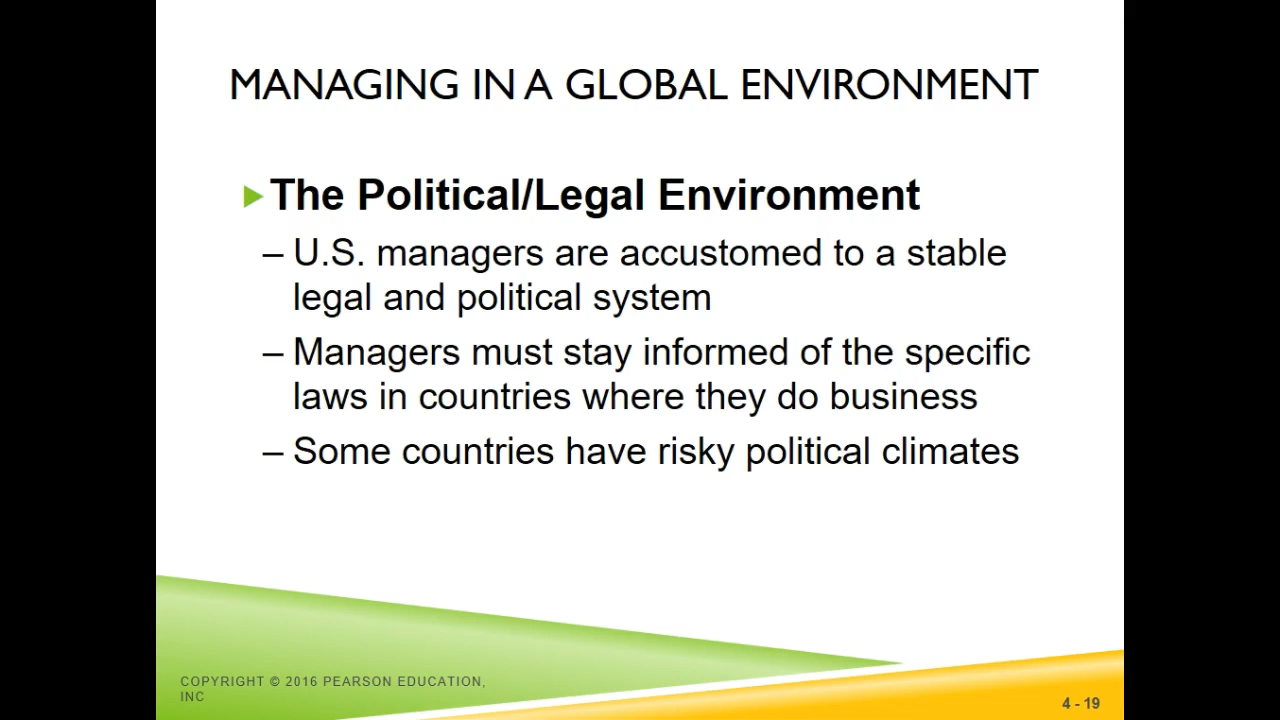 MANAGING IN A GLOBAL ENVIRONMENT
The Political/Legal Environment
– U.S. managers are accustomed to a stable
legal and political system
– Managers must stay informed of the specific
laws in countries where they do business
– Some countries have risky political climates
COPYRIGHT © 2016 PEARSON EDUCATION,
INC
4 - 19